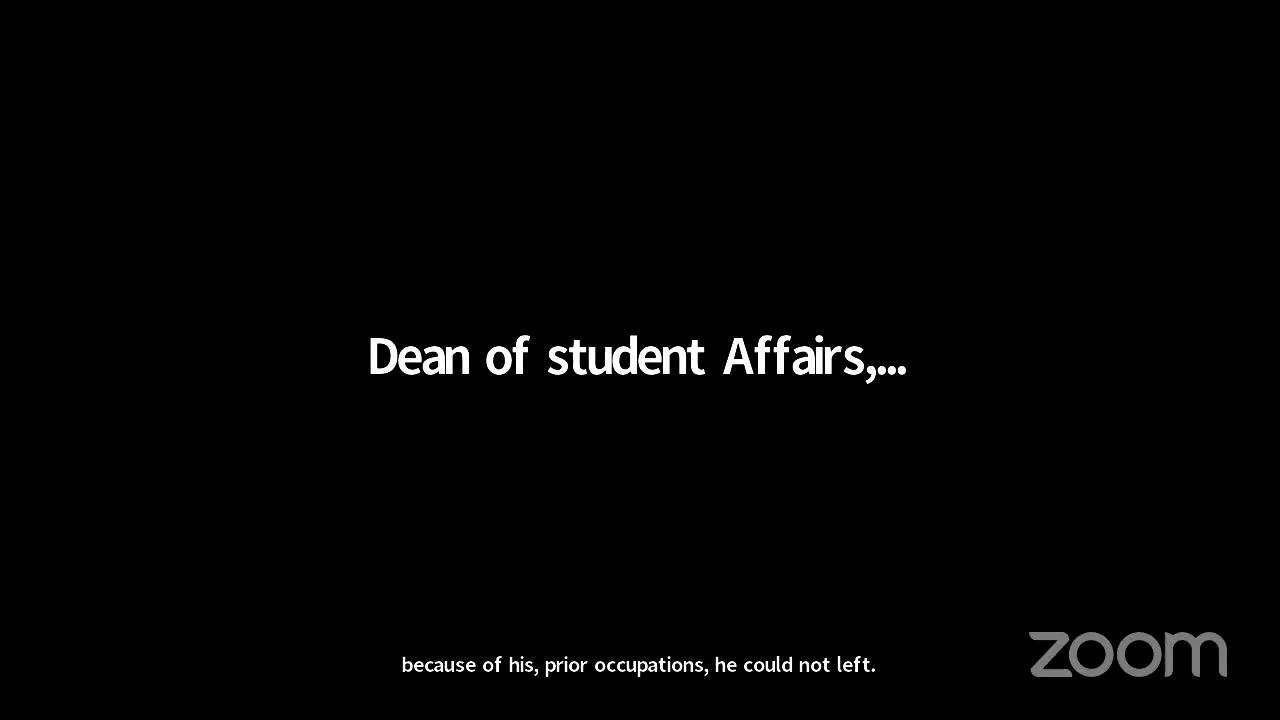 Dean of student Affairs,...
because of his, prior occupations, he could not left.
zoom